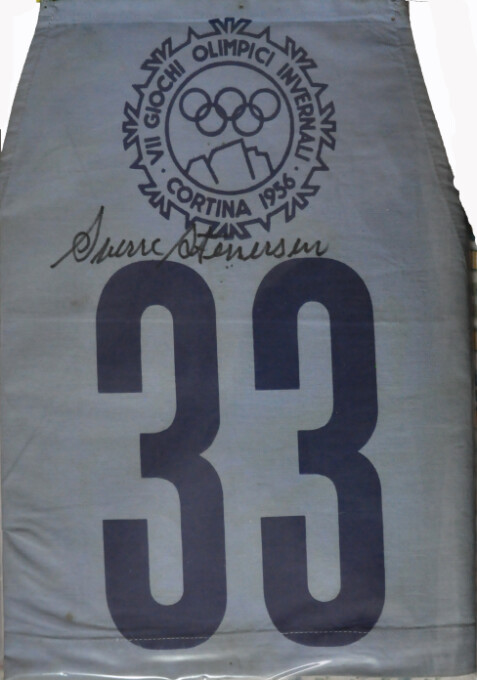 VII GIOCHI OLIMPICI INVERNALI
CORTINA 1956
Sverre Stenersen
33